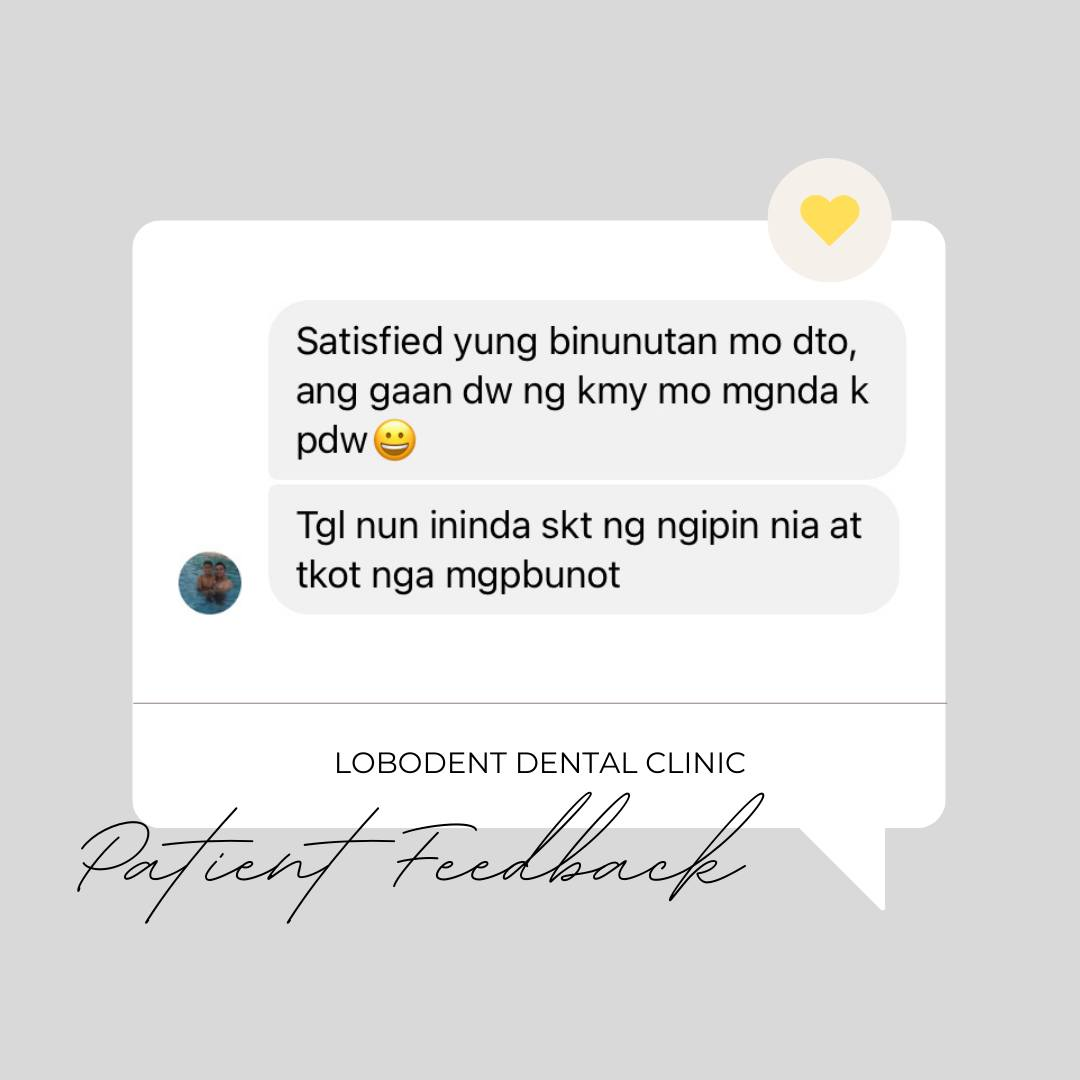 Satisfied yung binunutan mo dto,
ang gaan dw ng kmy mo mgnda k
pdw😀
Tgl nun ininda skt ng ngipin nia at
tkot nga mgpbunot
LOBODENT DENTAL CLINIC
Patient Feedback